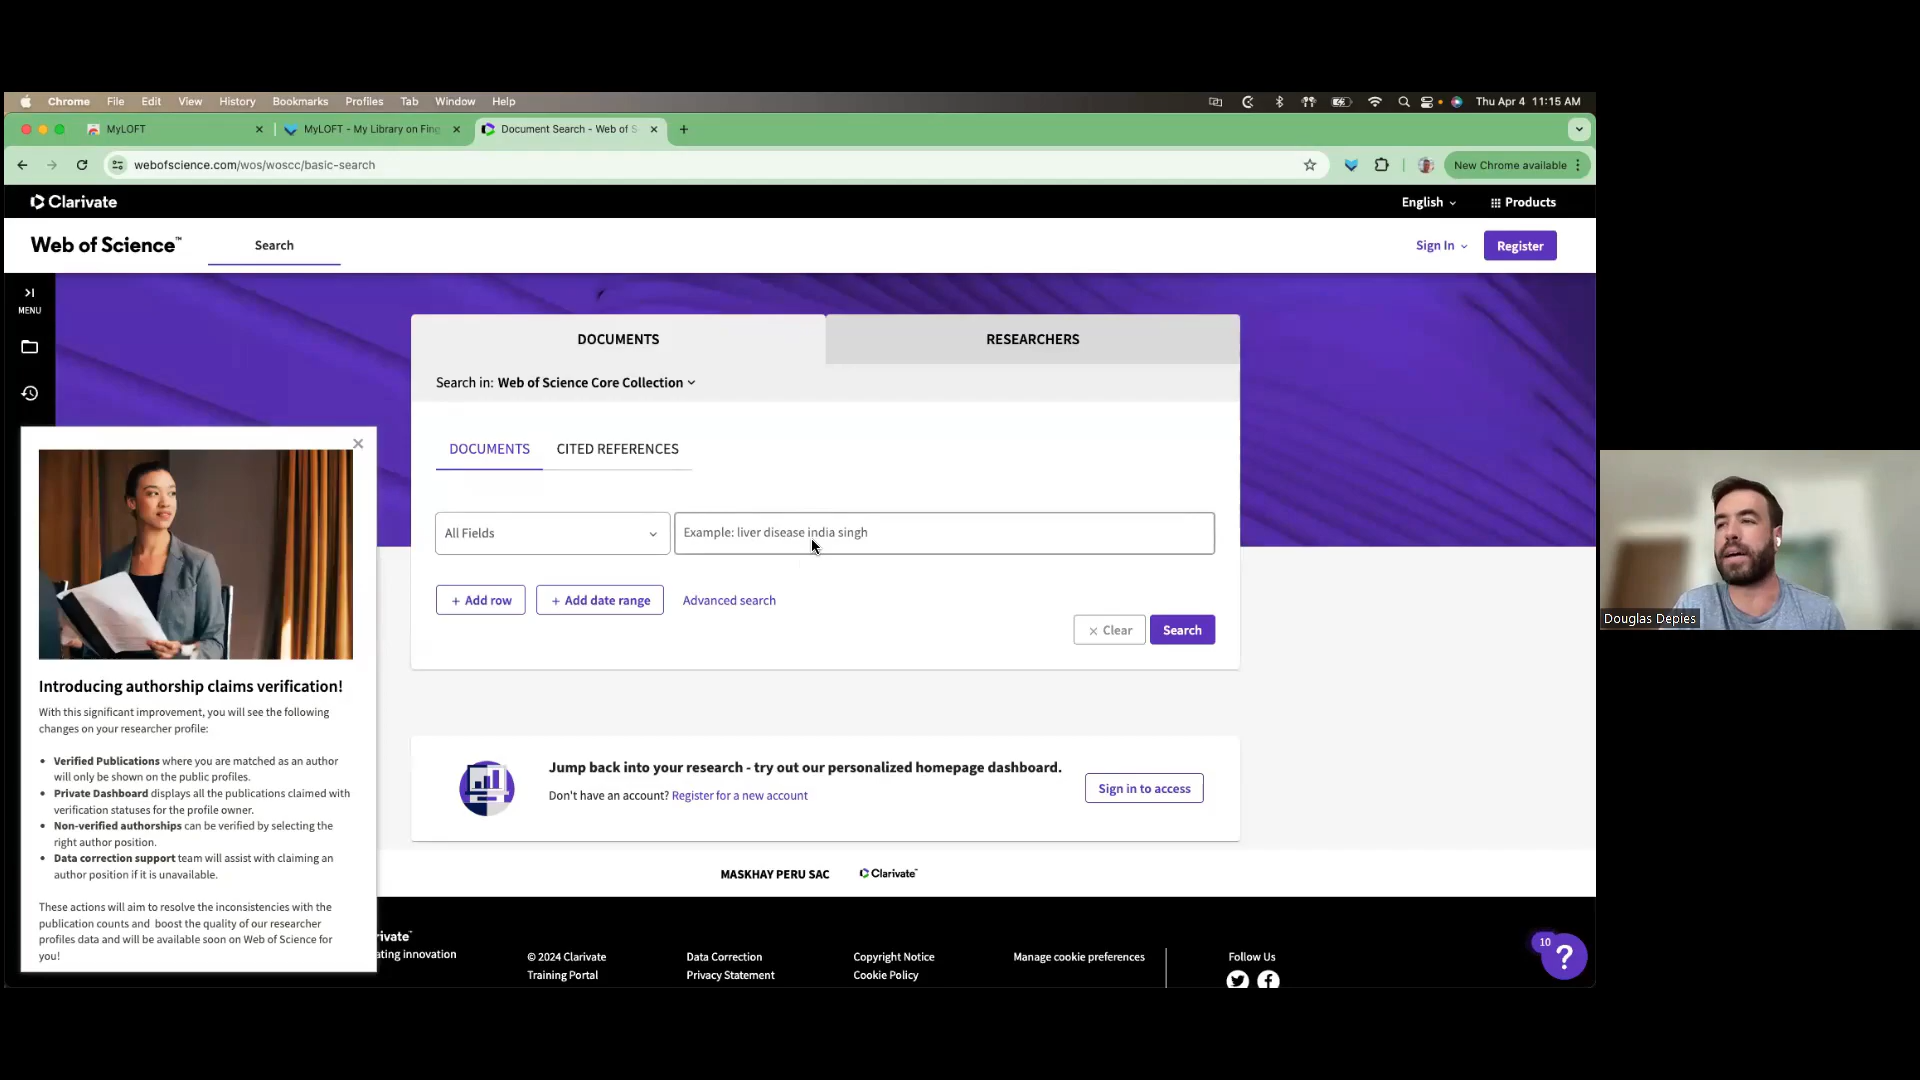 Chrome File Edit View History Bookmarks Profiles Tab Window Help Thu Apr 4 11:15 AM
MyLOFT MyLOFT - My Library on Fing Document Search - Web of S
webofscience.com/wos/woscc/basic-search New Chrome available
Clarivate English Products
Web of Science™ Search Sign In Register
MENU
DOCUMENTS RESEARCHERS
Search in: Web of Science Core Collection
DOCUMENTS CITED REFERENCES
All Fields Example: liver disease india singh
+ Add row + Add date range Advanced search
× Clear Search
Introducing authorship claims verification!
With this significant improvement, you will see the following
changes on your researcher profile:
• Verified Publications where you are matched as an author
will only be shown on the public profiles.
• Private Dashboard displays all the publications claimed with
verification statuses for the profile owner.
• Non-verified authorships can be verified by selecting the
right author position.
• Data correction support team will assist with claiming an
author position if it is unavailable.
These actions will aim to resolve the inconsistencies with the
publication counts and boost the quality of our researcher
profiles data and will be available soon on Web of Science for
you!
Jump back into your research - try out our personalized homepage dashboard.
Don't have an account? Register for a new account
Sign in to access
MASKHAY PERU SAC Clarivate™
rivate™
ating innovation
© 2024 Clarivate
Training Portal
Data Correction
Privacy Statement
Copyright Notice
Cookie Policy
Manage cookie preferences
Follow Us
10
?
Douglas Depies